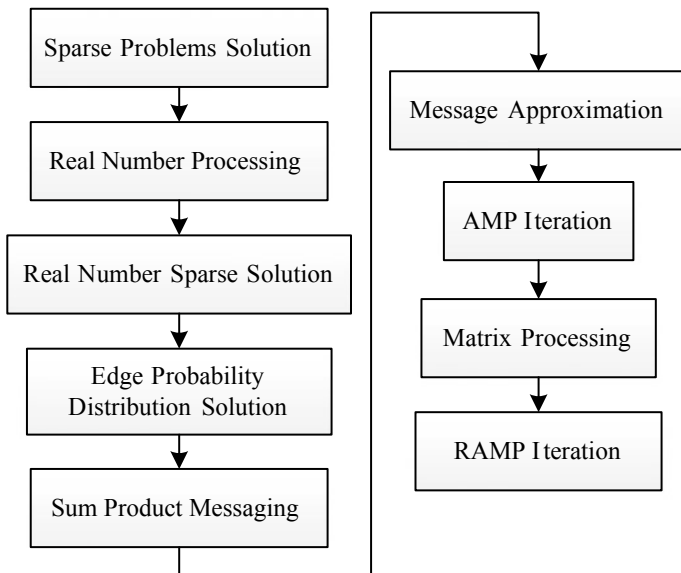 Sparse Problems Solution
Real Number Processing
Real Number Sparse Solution
Edge Probability
Distribution Solution
Sum Product Messaging
Message Approximation
AMP Iteration
Matrix Processing
RAMP Iteration